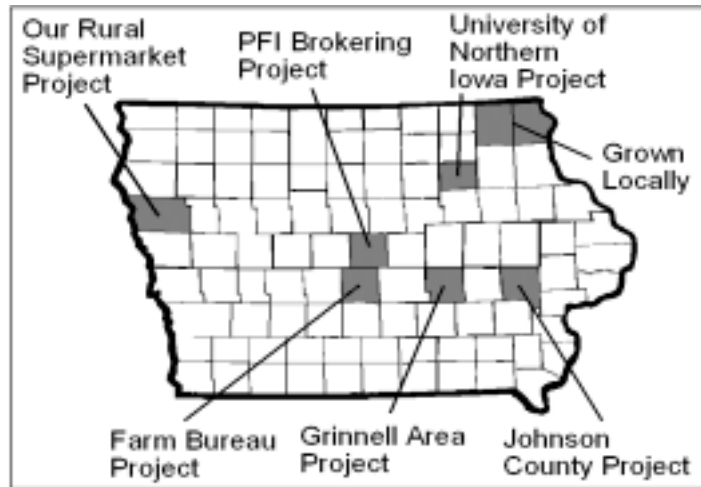 Our Rural
Supermarket
Project
PFI Brokering
Project
University of
Northern
Iowa Project
Grown
Locally
Farm Bureau
Project
Grinnell Area
Project
Johnson
County Project